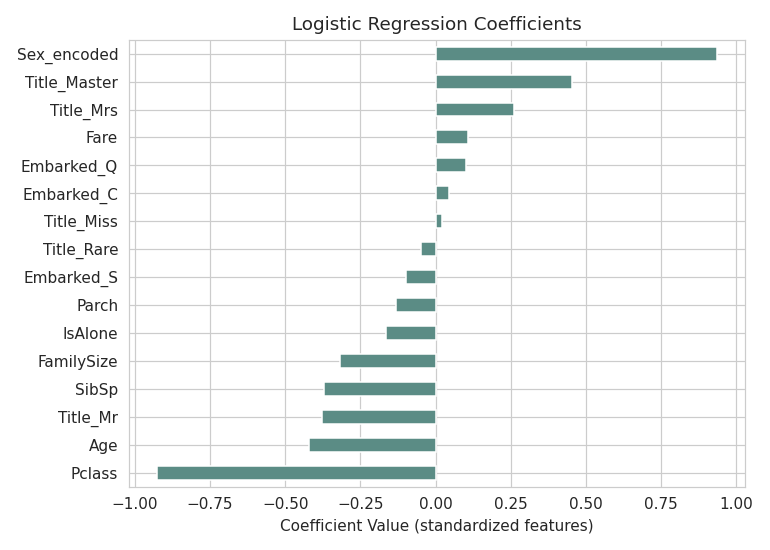 Logistic Regression Coefficients
Sex_encoded
Title_Master
Title_Mrs
Fare
Embarked_Q
Embarked_C
Title_Miss
Title_Rare
Embarked_S
Parch
IsAlone
FamilySize
SibSp
Title_Mr
Age
Pclass
−1.00 −0.75 −0.50 −0.25 0.00 0.25 0.50 0.75 1.00
Coefficient Value (standardized features)